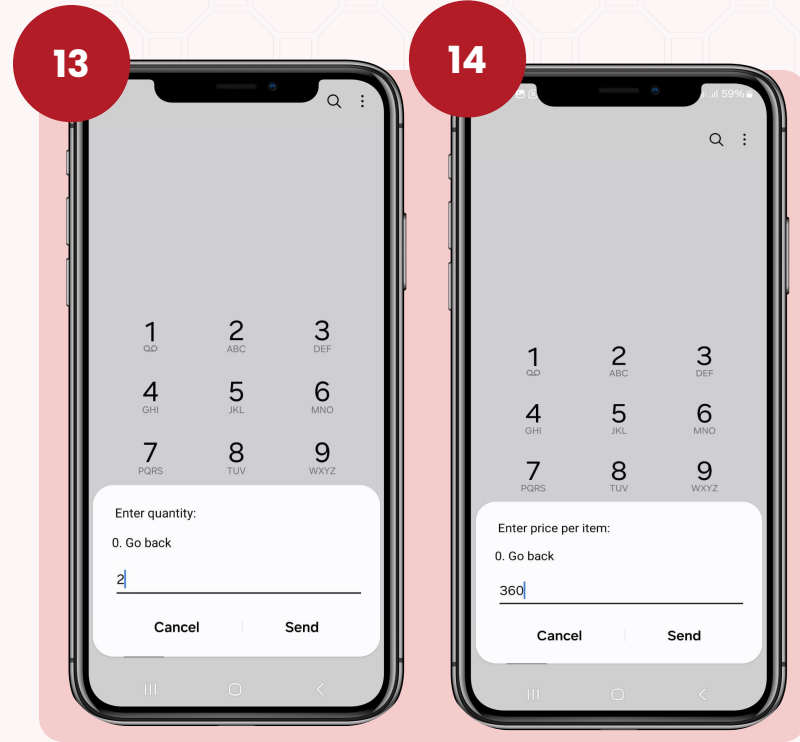 13
1
2
ABC
3
DEF
4
GHI
5
JKL
6
MNO
7
PQRS
8
TUV
9
WXYZ
Enter quantity:
0. Go back
2
Cancel
Send
14
59%
1
2
ABC
3
DEF
4
GHI
5
JKL
6
MNO
7
PQRS
8
TUV
9
WXYZ
Enter price per item:
0. Go back
360
Cancel
Send